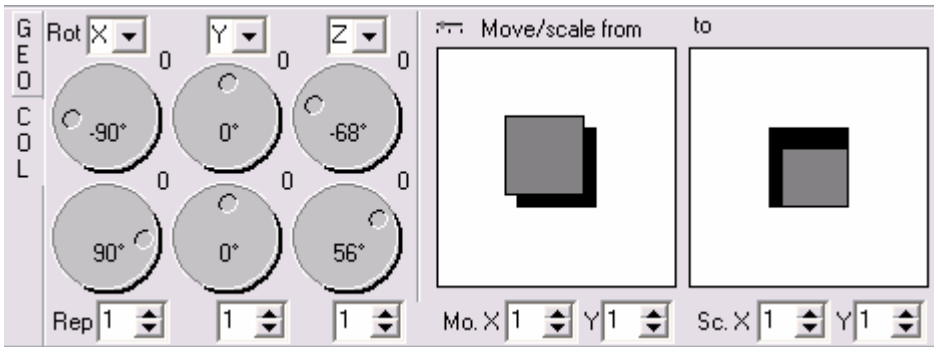 GEO
COL
Rot X Y Z
0 0 0
-90° 0° -68°
0 0 0
90° 0° 56°
Rep 1 1 1
Move/scale from to
Mo. X 1 Y 1 Sc. X 1 Y 1